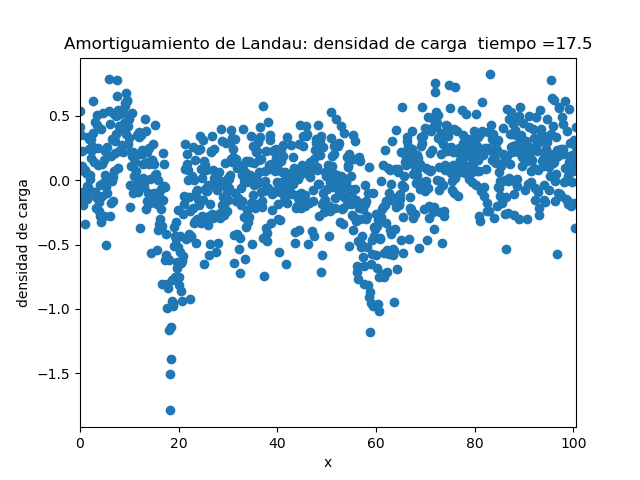 Amortiguamiento de Landau: densidad de carga  tiempo =17.5
densidad de carga
0.5
0.0
−0.5
−1.0
−1.5
0 20 40 60 80 100
x